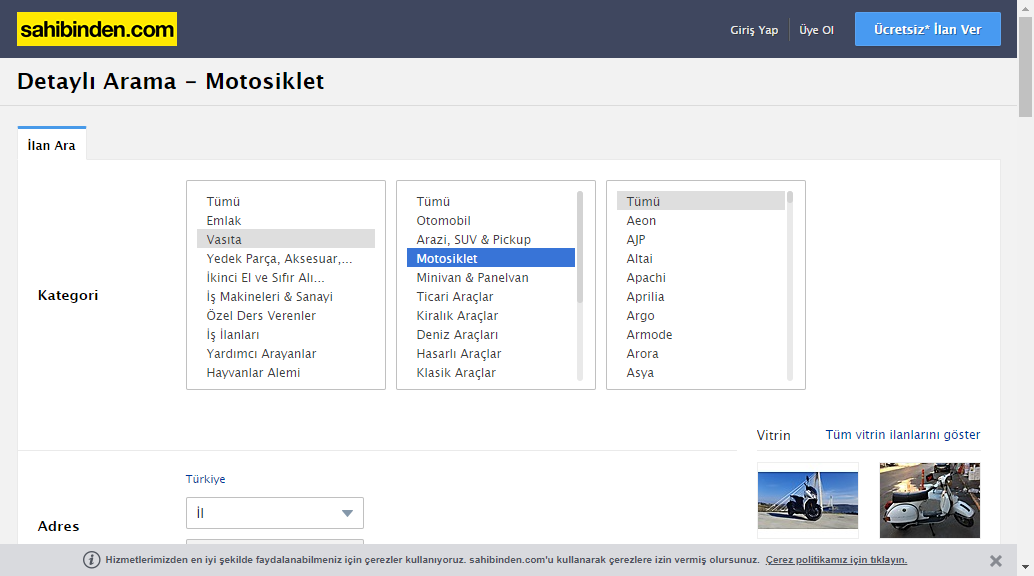 sahibinden.com
Giriş Yap
Üye Ol
Ücretsiz* İlan Ver
Detaylı Arama – Motosiklet
İlan Ara
Kategori
Tümü
Emlak
Vasıta
Yedek Parça, Aksesuar,...
İkinci El ve Sıfır Alı...
İş Makineleri & Sanayi
Özel Ders Verenler
İş İlanları
Yardımcı Arayanlar
Hayvanlar Alemi
Tümü
Otomobil
Arazi, SUV & Pickup
Motosiklet
Minivan & Panelvan
Ticari Araçlar
Kiralık Araçlar
Deniz Araçları
Hasarlı Araçlar
Klasik Araçlar
Tümü
Aeon
AJP
Altai
Apachi
Aprilia
Argo
Armode
Arora
Asya
Vitrin
Tüm vitrin ilanlarını göster
Türkiye
Adres
İl
Hizmetlerimizden en iyi şekilde faydalanabilmeniz için çerezler kullanıyoruz. sahibinden.com'u kullanarak çerezlere izin vermiş olursunuz. Çerez politikamız için tıklayın.